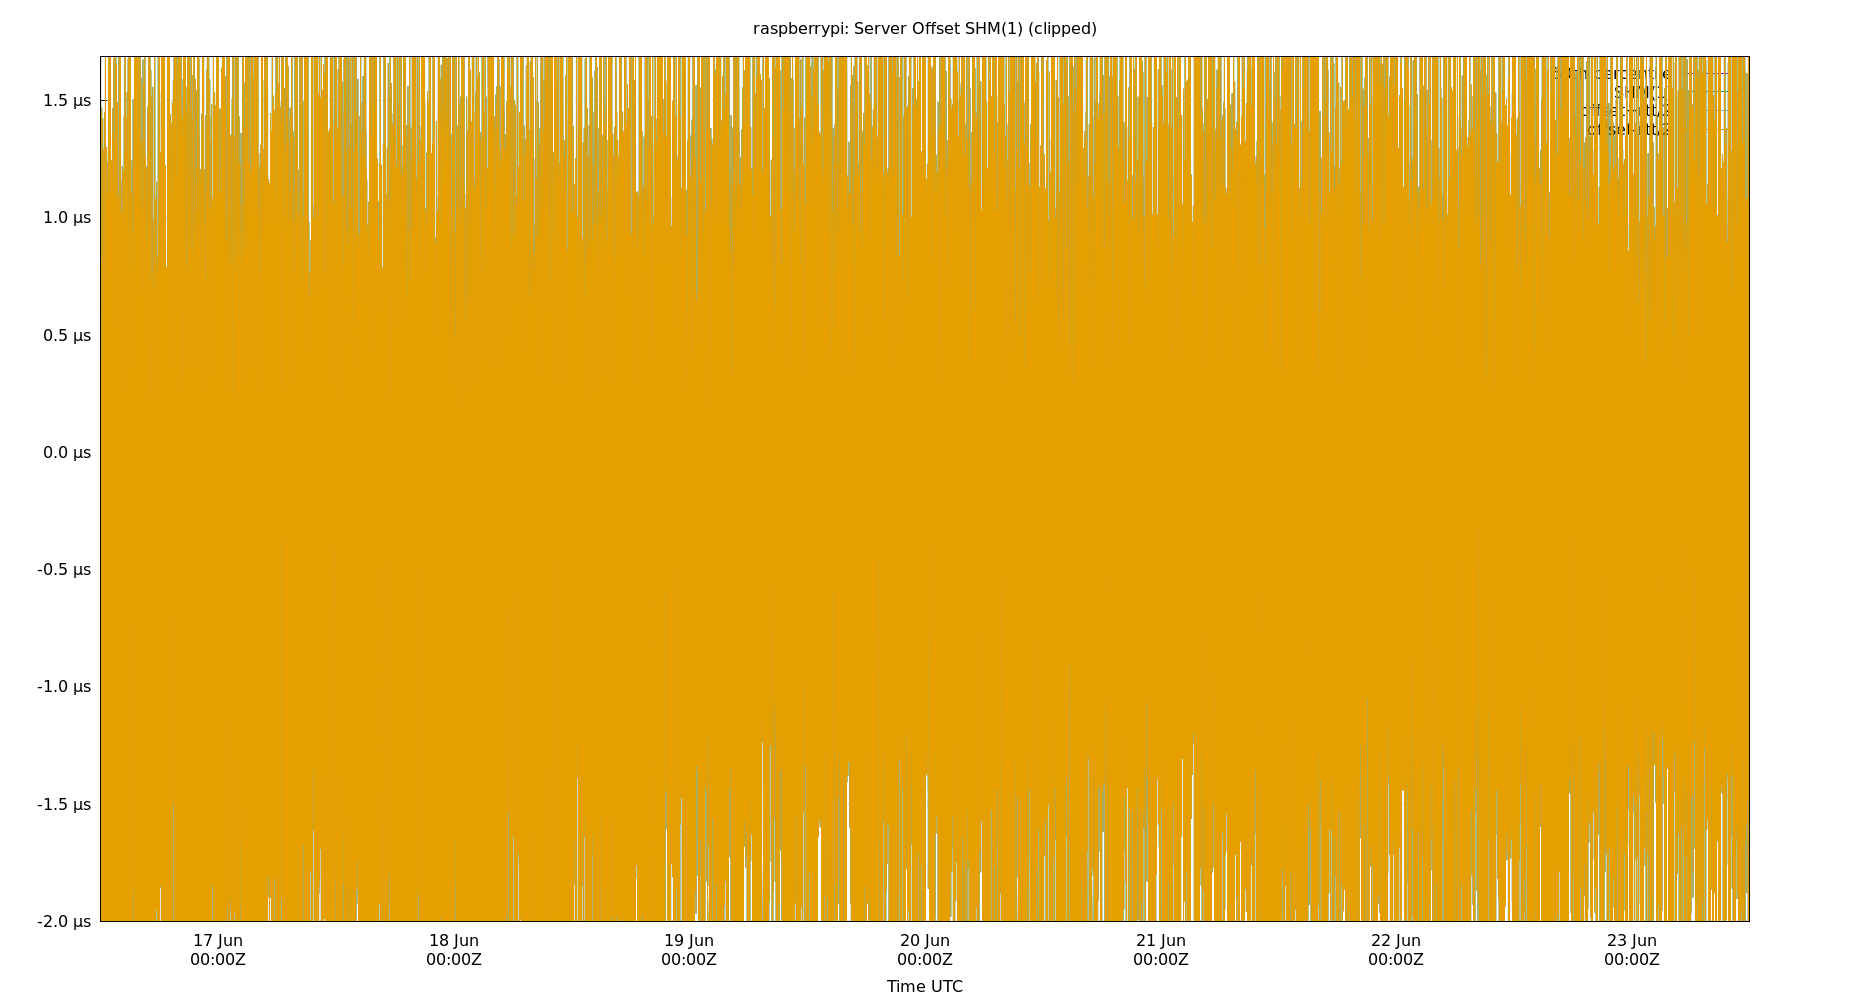 raspberrypi: Server Offset SHM(1) (clipped)
1.5 µs
1.0 µs
0.5 µs
0.0 µs
-0.5 µs
-1.0 µs
-1.5 µs
-2.0 µs
percentile
SHM(1)
17 Jun
00:00Z
18 Jun
00:00Z
19 Jun
00:00Z
20 Jun
00:00Z
21 Jun
00:00Z
22 Jun
00:00Z
23 Jun
00:00Z
Time UTC